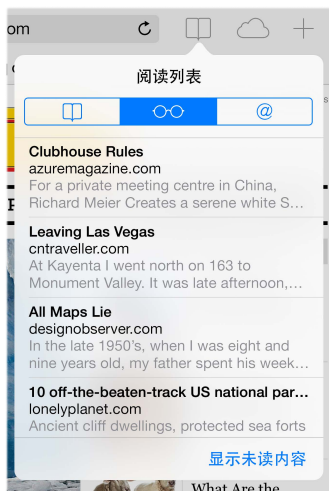 om
阅读列表
@
Clubhouse Rules
azuremagazine.com
For a private meeting centre in China,
Richard Meier Creates a serene white S...
Leaving Las Vegas
cntraveller.com
At Kayenta I went north on 163 to
Monument Valley. It was late afternoon,...
All Maps Lie
designobserver.com
In the late 1950's, when I was eight and
nine years old, my father spent his week...
10 off-the-beaten-track US national par...
lonelyplanet.com
Ancient cliff dwellings, protected sea forts
显示未读内容
What Are the